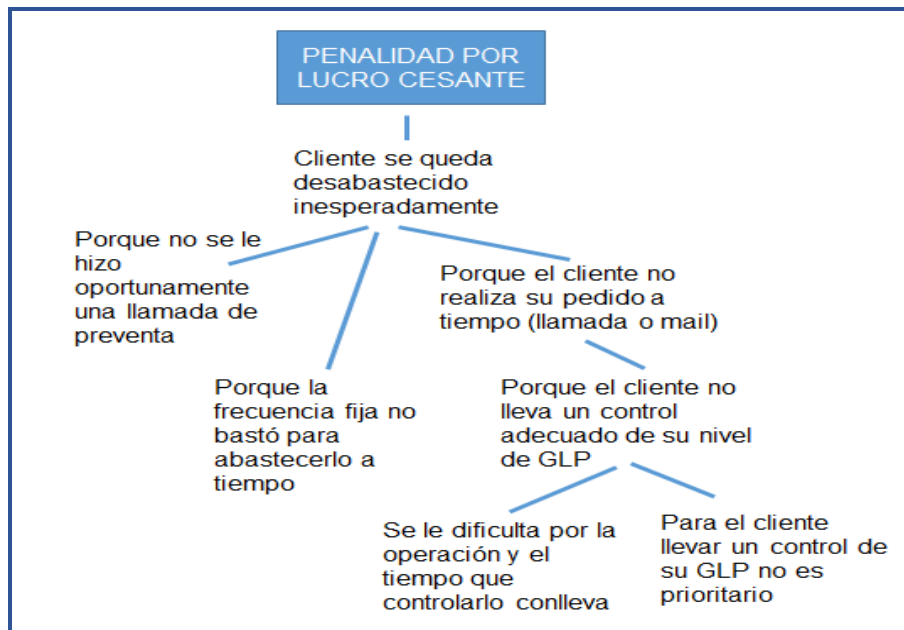 PENALIDAD POR
LUCRO CESANTE
Cliente se queda
desabastecido
inesperadamente
Porque no se le
hizo
oportunamente
una llamada de
preventa
Porque el cliente no
realiza su pedido a
tiempo (llamada o mail)
Porque la
frecuencia fija no
bastó para
abastecerlo a
tiempo
Porque el cliente no
lleva un control
adecuado de su nivel
de GLP
Se le dificulta por la
operación y el
tiempo que
controlarlo conlleva
Para el cliente
llevar un control de
su GLP no es
prioritario